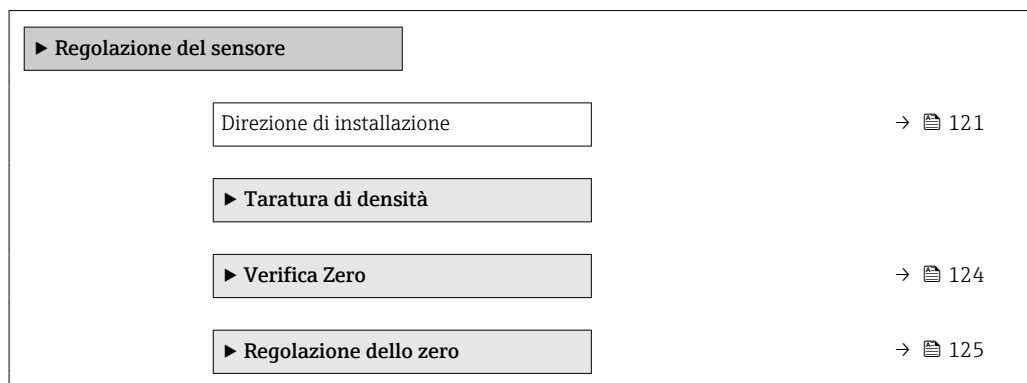 ▶ Regolazione del sensore
Direzione di installazione → 121
▶ Taratura di densità
▶ Verifica Zero → 124
▶ Regolazione dello zero → 125